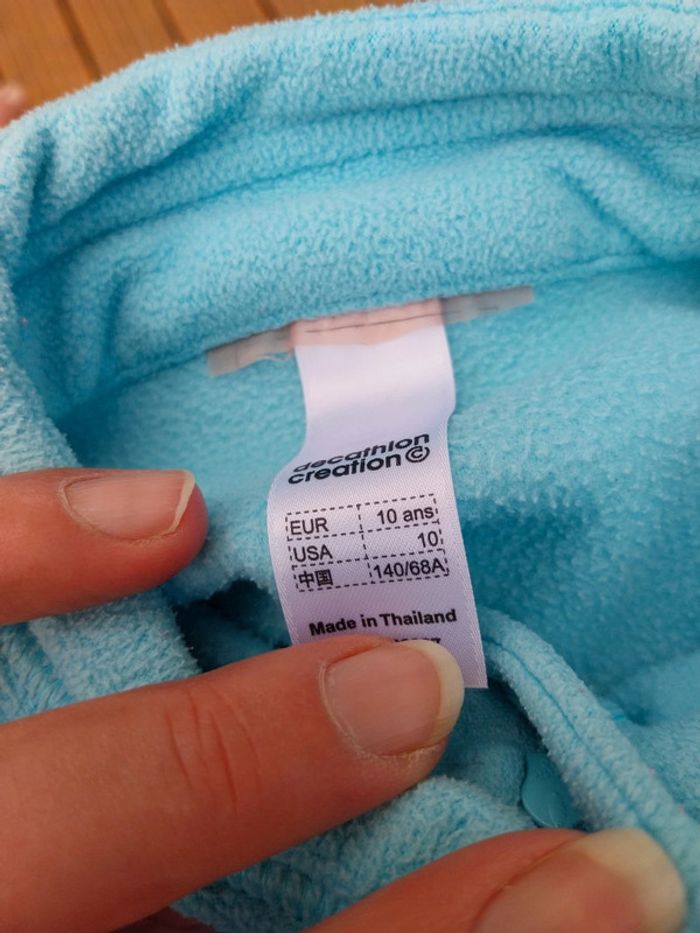 decathlon
creation ©
EUR 10 ans
USA 10
中国 140/68A
Made in Thailand